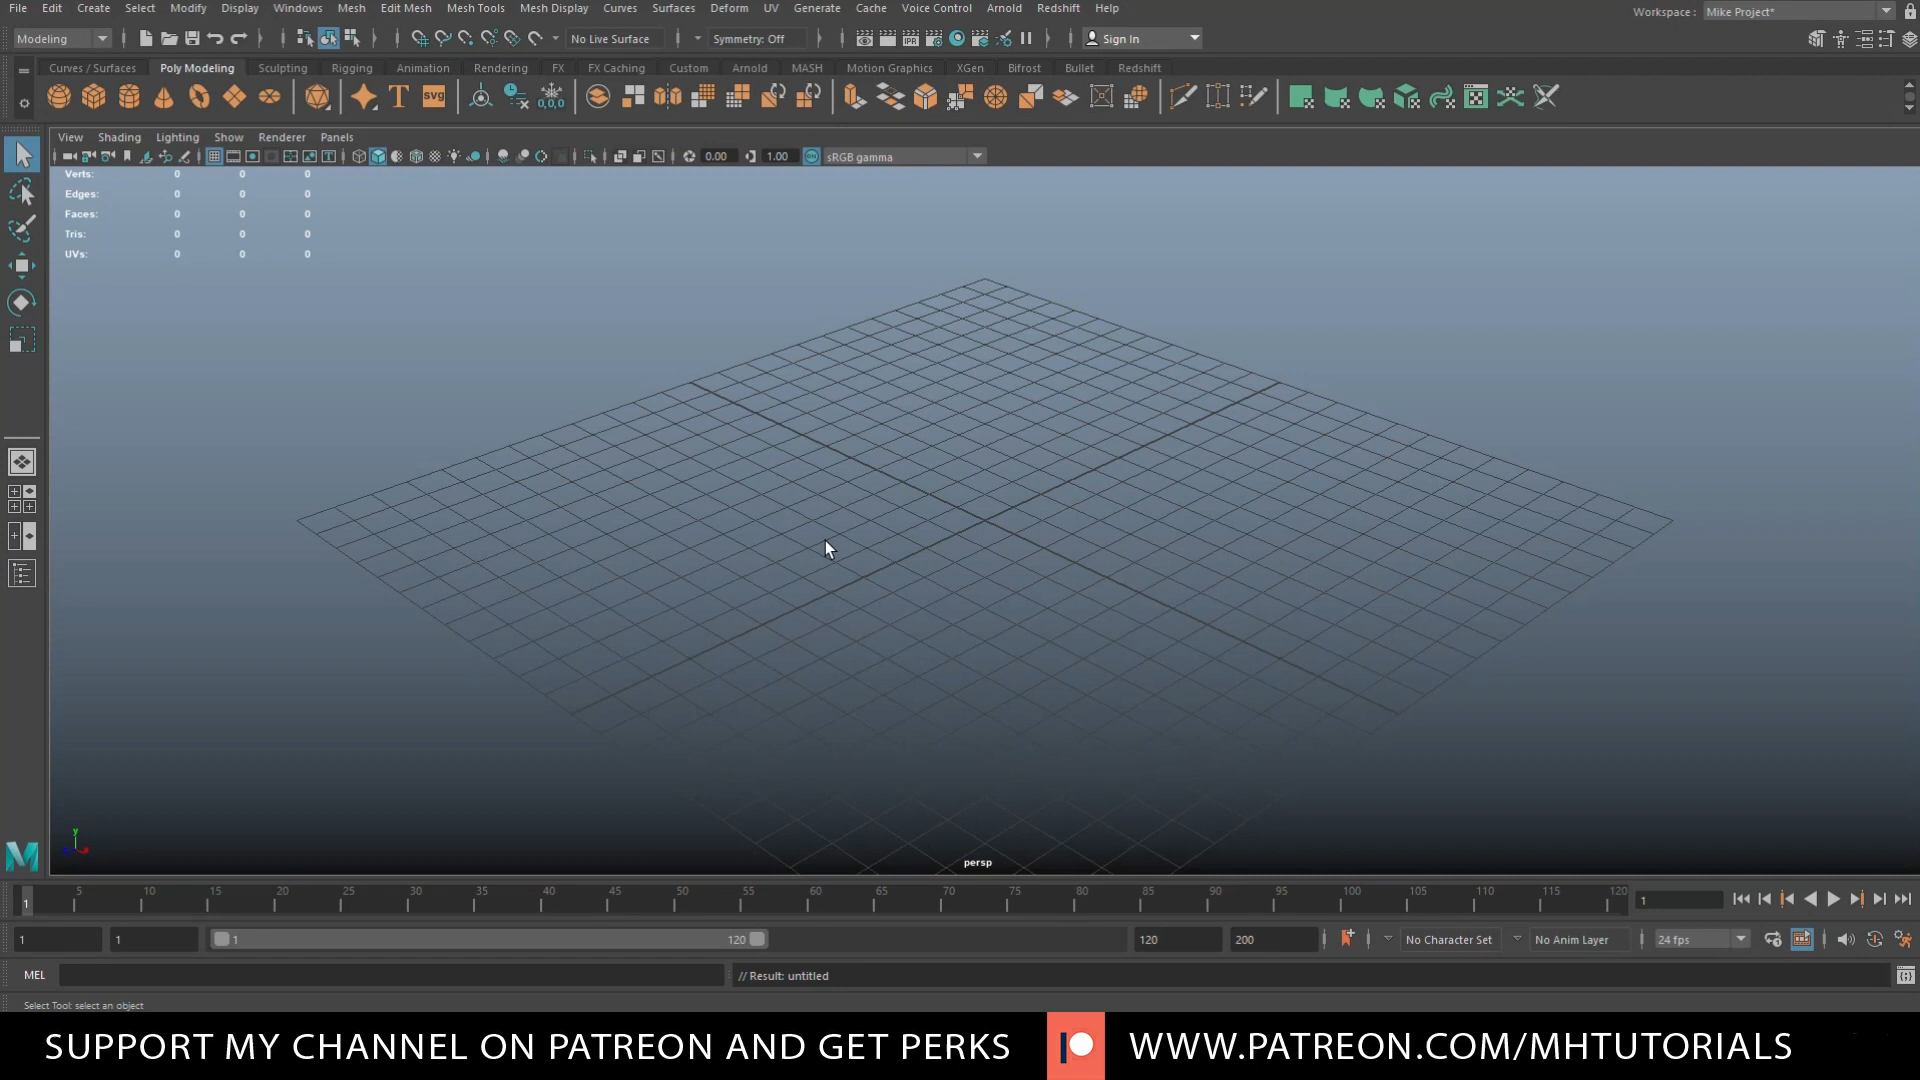 File Edit Create Select Modify Display Windows Mesh Edit Mesh Mesh Tools Mesh Display Curves Surfaces Deform UV Generate Cache Voice Control Arnold Redshift Help Workspace : Mike Project*
Modeling No Live Surface Symmetry: Off Sign In
Curves / Surfaces Poly Modeling Sculpting Rigging Animation Rendering FX FX Caching Custom Arnold MASH Motion Graphics XGen Bifrost Bullet Redshift
T SVG 0,0,0
View Shading Lighting Show Renderer Panels
0.00 1.00 sRGB gamma
Verts: 0 0 0
Edges: 0 0 0
Faces: 0 0 0
Tris: 0 0 0
UVs: 0 0 0
y
persp
5 10 15 20 25 30 35 40 45 50 55 60 65 70 75 80 85 90 95 100 105 110 115 120
1 1
1 1 1 120 120 200 No Character Set No Anim Layer 24 fps
MEL // Result: untitled
Select Tool: select an object
SUPPORT MY CHANNEL ON PATREON AND GET PERKS WWW.PATREON.COM/MHTUTORIALS